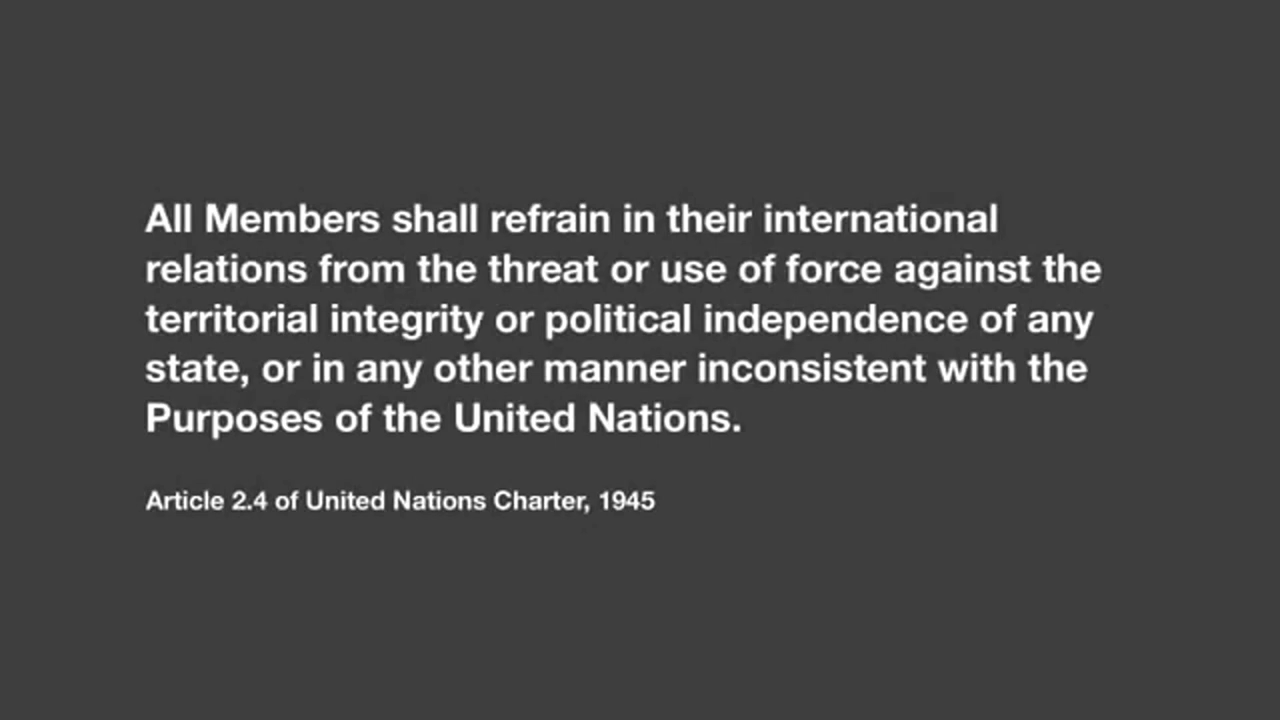 All Members shall refrain in their international
relations from the threat or use of force against the
territorial integrity or political independence of any
state, or in any other manner inconsistent with the
Purposes of the United Nations.
Article 2.4 of United Nations Charter, 1945